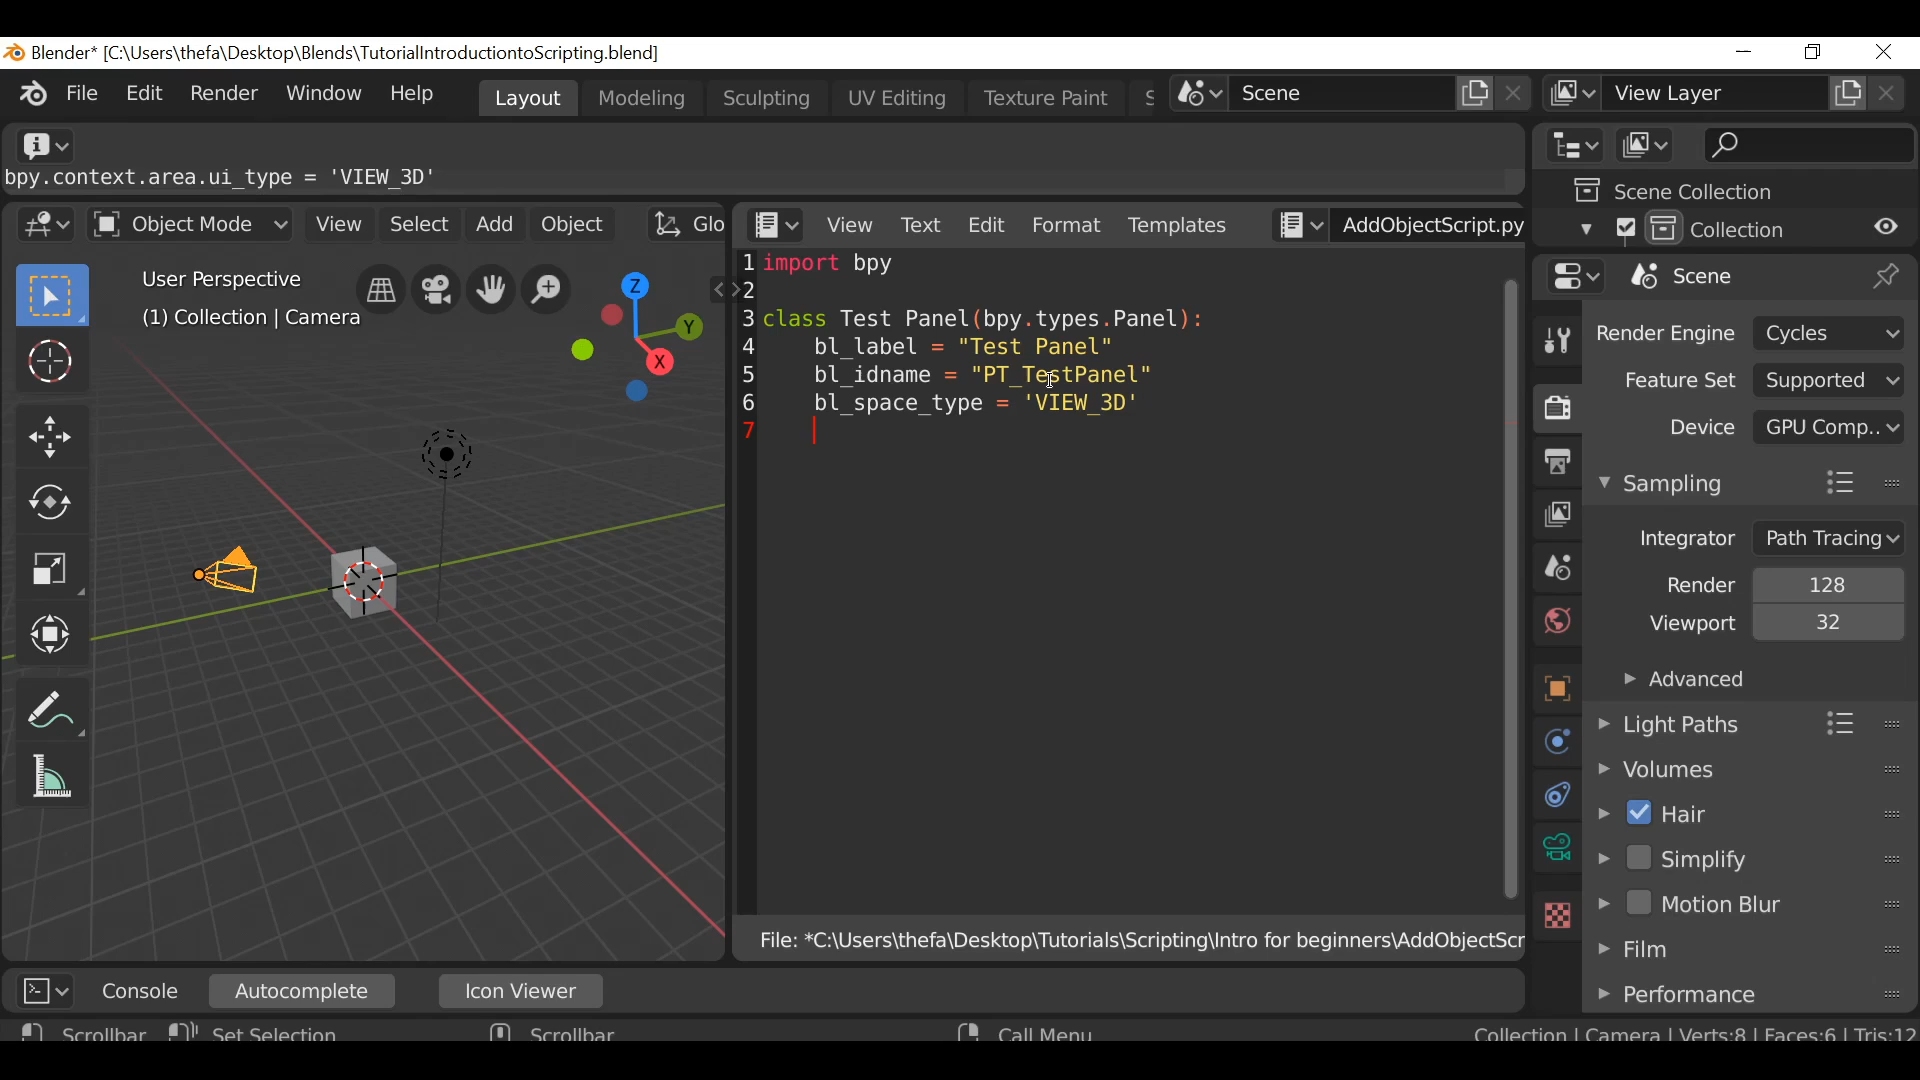 Blender* [C:\Users\thefa\Desktop\Blends\TutorialIntroductiontoScripting.blend]
File Edit Render Window Help Layout Modeling Sculpting UV Editing Texture Paint S Scene View Layer
bpy.context.area.ui_type = 'VIEW_3D'
Scene Collection
Collection
Object Mode View Select Add Object Glo
View Text Edit Format Templates AddObjectScript.py
User Perspective
(1) Collection | Camera
Z
Y
X
1 import bpy
2
3 class Test Panel(bpy.types.Panel):
4 bl_label = "Test Panel"
5 bl_idname = "PT_TestPanel"
6 bl_space_type = 'VIEW_3D'
7
File: *C:\Users\thefa\Desktop\Tutorials\Scripting\Intro for beginners\AddObjectScr
Scene
Render Engine Cycles
Feature Set Supported
Device GPU Comp..
Sampling
Integrator Path Tracing
Render 128
Viewport 32
Advanced
Light Paths
Volumes
Hair
Simplify
Motion Blur
Film
Performance
Console Autocomplete Icon Viewer
Scrollbar Set Selection Scrollbar Call Menu Collection | Camera | Verts:8 | Faces:6 | Tris:12